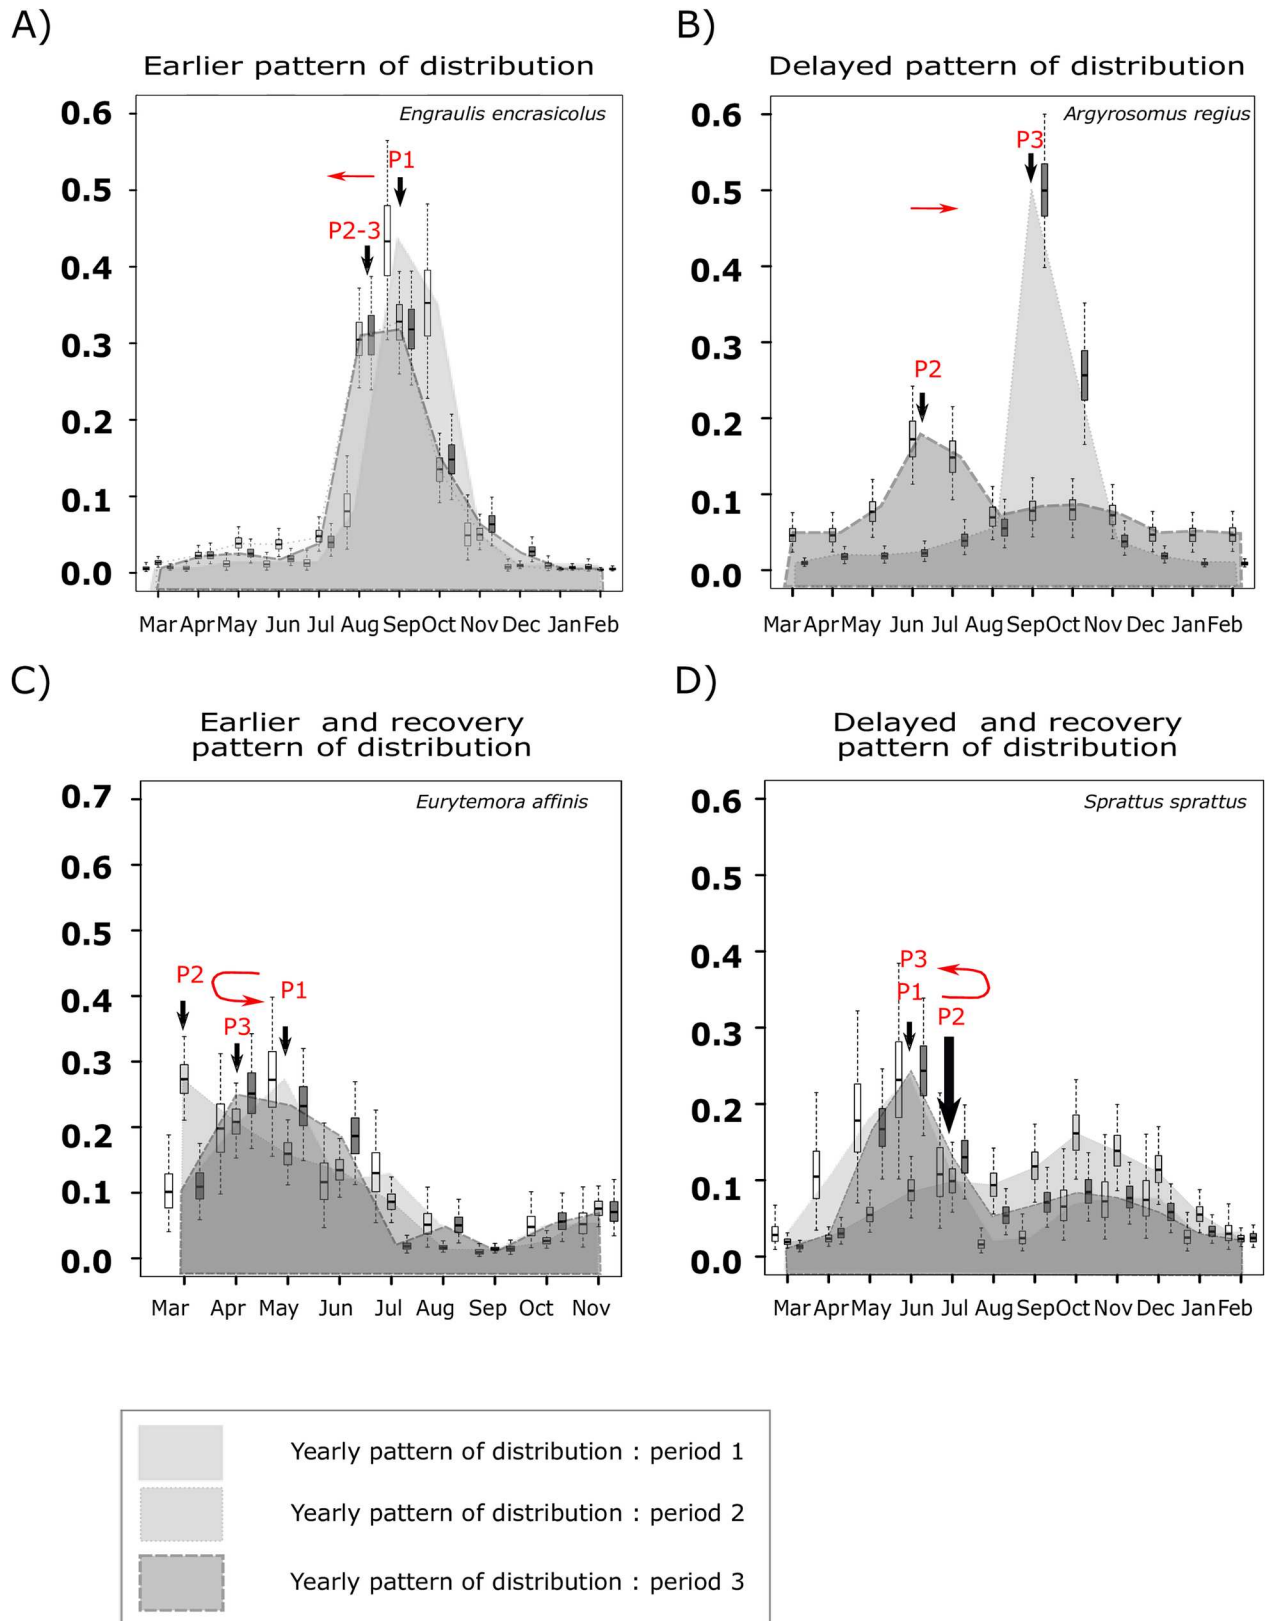 A)
Earlier pattern of distribution
Engraulis encrasicolus
0.6
0.5
0.4
0.3
0.2
0.1
0.0
P1
P2-3
Mar Apr May Jun Jul Aug Sep Oct Nov Dec Jan Feb
B)
Delayed pattern of distribution
Argyrosomus regius
0.6
0.5
0.4
0.3
0.2
0.1
0.0
P3
P2
Mar Apr May Jun Jul Aug Sep Oct Nov Dec Jan Feb
C)
Earlier and recovery
pattern of distribution
Eurytemora affinis
0.7
0.6
0.5
0.4
0.3
0.2
0.1
0.0
P2
P1
P3
Mar Apr May Jun Jul Aug Sep Oct Nov
D)
Delayed and recovery
pattern of distribution
Sprattus sprattus
0.6
0.5
0.4
0.3
0.2
0.1
0.0
P3
P1
P2
Mar Apr May Jun Jul Aug Sep Oct Nov Dec Jan Feb
Yearly pattern of distribution : period 1
Yearly pattern of distribution : period 2
Yearly pattern of distribution : period 3